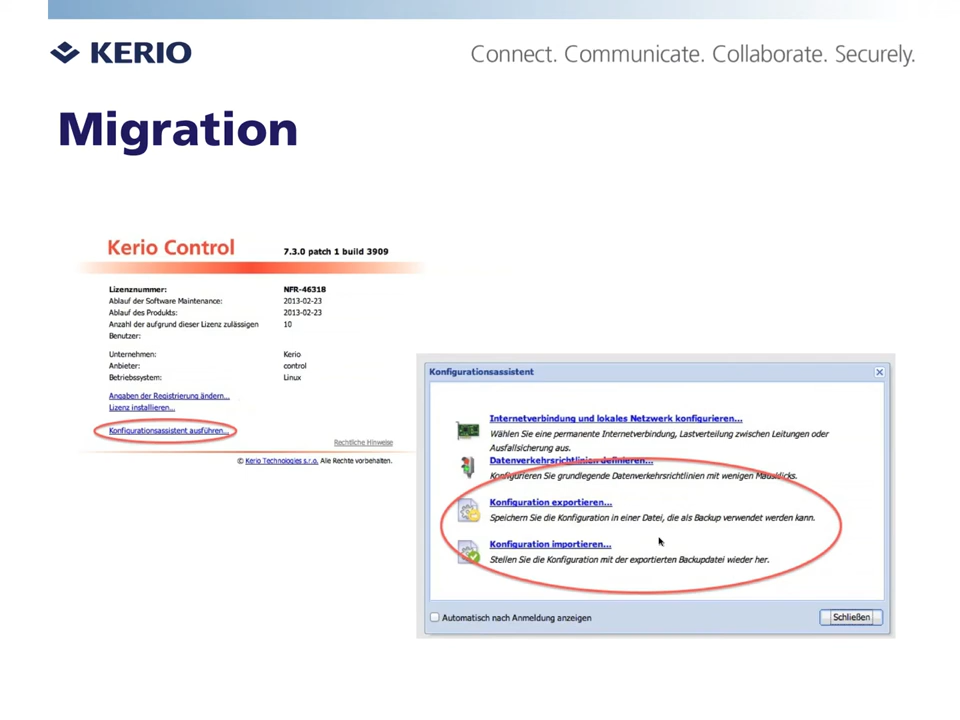 KERIO
Connect. Communicate. Collaborate. Securely.
Migration
Kerio Control 7.3.0 patch 1 build 3909
Lizenznummer: NFR-46318
Ablauf der Software Maintenance: 2013-02-23
Ablauf des Produkts: 2013-02-23
Anzahl der aufgrund dieser Lizenz zulässigen 10
Benutzer:
Unternehmen: Kerio
Anbieter: control
Betriebssystem: Linux
Angaben der Registrierung ändern...
Lizenz installieren...
Konfigurationsassistent ausführen...
Rechtliche Hinweise
© Kerio Technologies s.r.o. Alle Rechte vorbehalten.
Konfigurationsassistent
Internetverbindung und lokales Netzwerk konfigurieren...
Wählen Sie eine permanente Internetverbindung, Lastverteilung zwischen Leitungen oder
Ausfallsicherung aus.
Datenverkehrsrichtlinien definieren...
Konfigurieren Sie grundlegende Datenverkehrsrichtlinien mit wenigen Mausklicks.
Konfiguration exportieren...
Speichern Sie die Konfiguration in einer Datei, die als Backup verwendet werden kann.
Konfiguration importieren...
Stellen Sie die Konfiguration mit der exportierten Backupdatei wieder her.
Automatisch nach Anmeldung anzeigen
Schließen